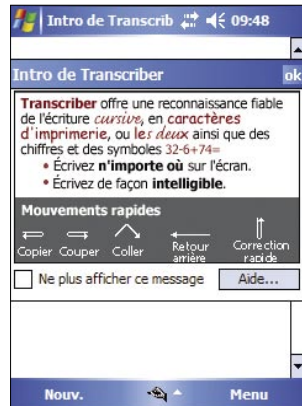 Intro de Transcrib 09:48
Intro de Transcriber ok
Transcriber offre une reconnaissance fiable
de l'écriture cursive, en caractères
d'imprimerie, ou les deux ainsi que des
chiffres et des symboles 32-6+74=
• Écrivez n'importe où sur l'écran.
• Écrivez de façon intelligible.
Mouvements rapides
Copier Couper Coller Retour arrière Correction rapide
Ne plus afficher ce message Aide...
Nouv. Menu